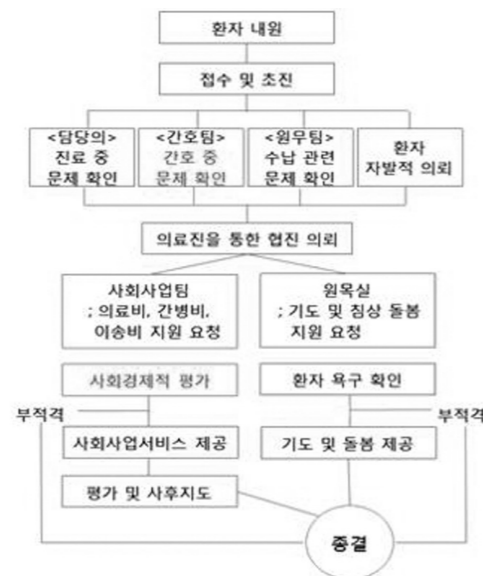 환자 내원
접수 및 초진
<담당의>
진료 중
문제 확인
<간호팀>
간호 중
문제 확인
<원무팀>
수납 관련
문제 확인
환자
자발적 의뢰
의료진을 통한 협진 의뢰
사회사업팀
; 의료비, 간병비,
이송비 지원 요청
원목실
; 기도 및 침상 돌봄
지원 요청
사회경제적 평가
환자 욕구 확인
부적격
부적격
사회사업서비스 제공
기도 및 돌봄 제공
평가 및 사후지도
종결